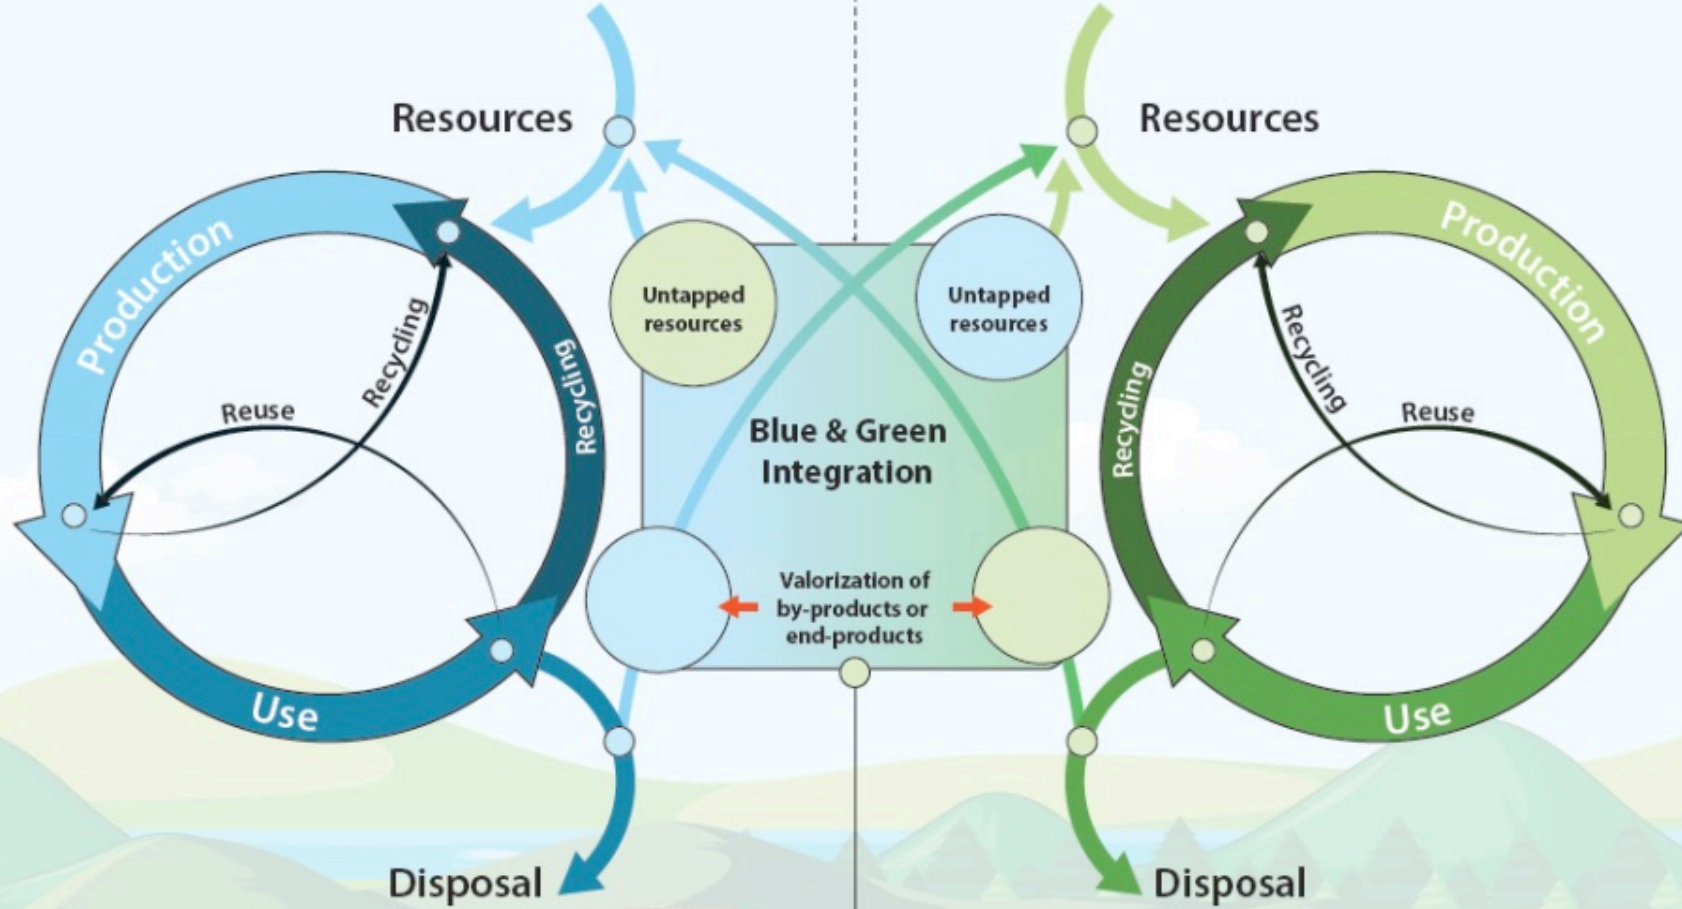 Resources
Resources
Production
Recycling
Recycling
Reuse
Use
Disposal
Untapped
resources
Untapped
resources
Blue & Green
Integration
Valorization of
by-products or
end-products
Production
Recycling
Recycling
Reuse
Use
Disposal